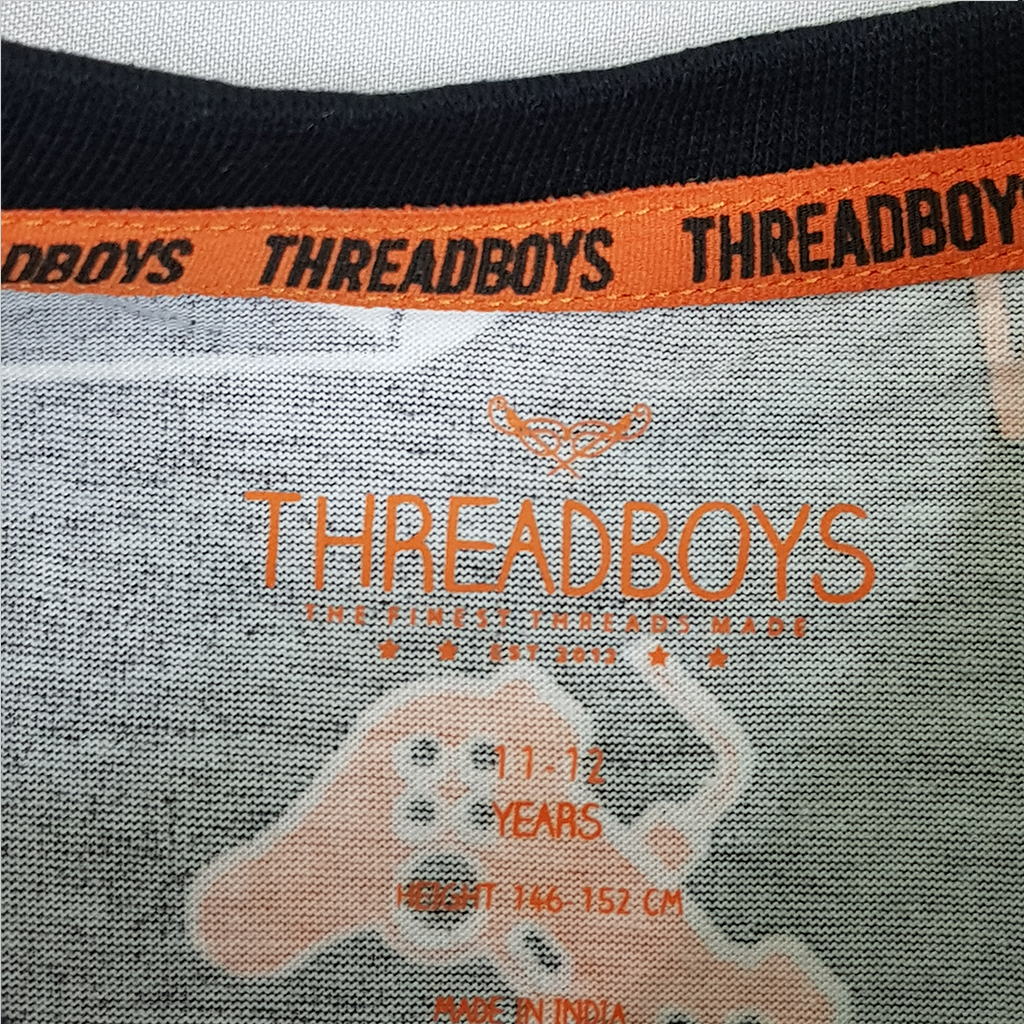 DBOYS THREADBOYS THREADBOY
THREADBOYS
THE FINEST THREADS MADE
EST 2012
11-12
YEARS
HEIGHT 146-152 CM
MADE IN INDIA